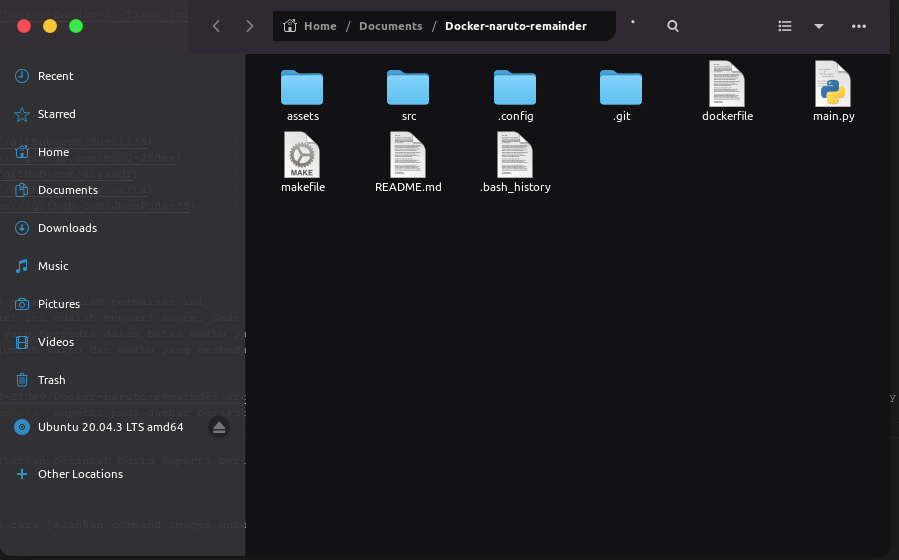 Home / Documents / Docker-naruto-remainder
Recent
Starred
Home
Documents
Downloads
Music
Pictures
Videos
Trash
Ubuntu 20.04.3 LTS amd64
Other Locations
assets
src
.config
.git
dockerfile
main.py
MAKE
makefile
README.md
.bash_history